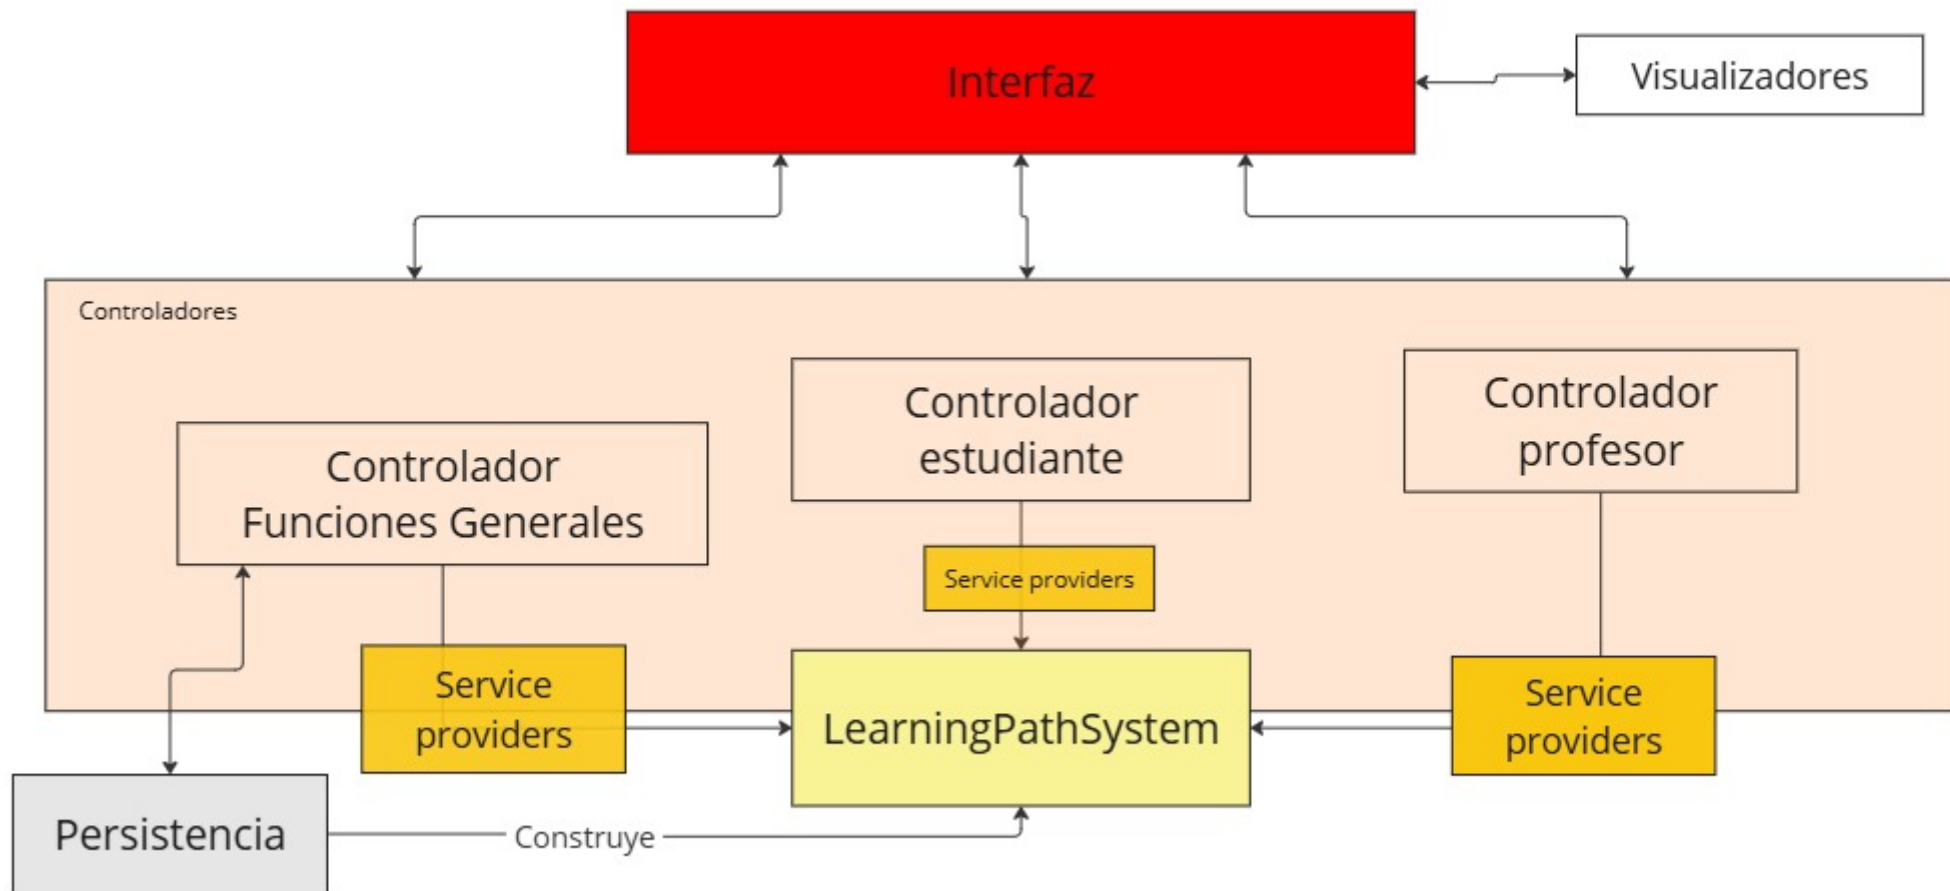 Interfaz
Visualizadores
Controladores
Controlador
Funciones Generales
Controlador
estudiante
Controlador
profesor
Service providers
Service
providers
LearningPathSystem
Service
providers
Persistencia
Construye